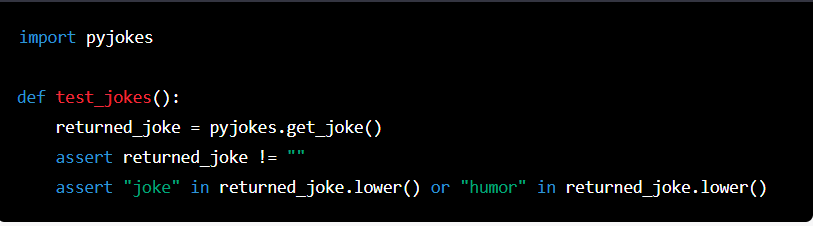 import pyjokes
def test_jokes():
    returned_joke = pyjokes.get_joke()
    assert returned_joke != ""
    assert "joke" in returned_joke.lower() or "humor" in returned_joke.lower()